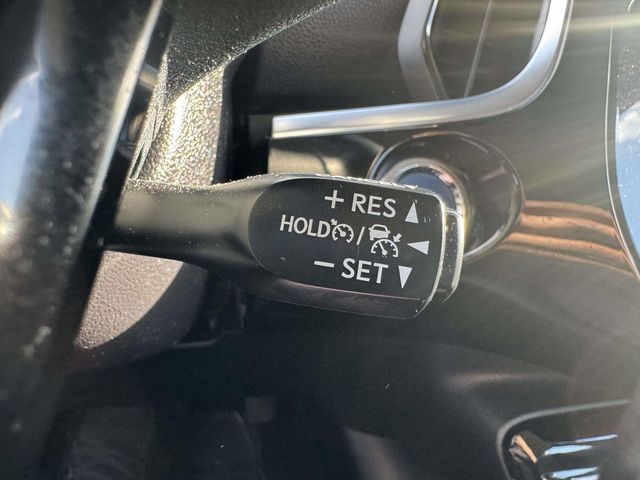 + RES
HOLD /
− SET